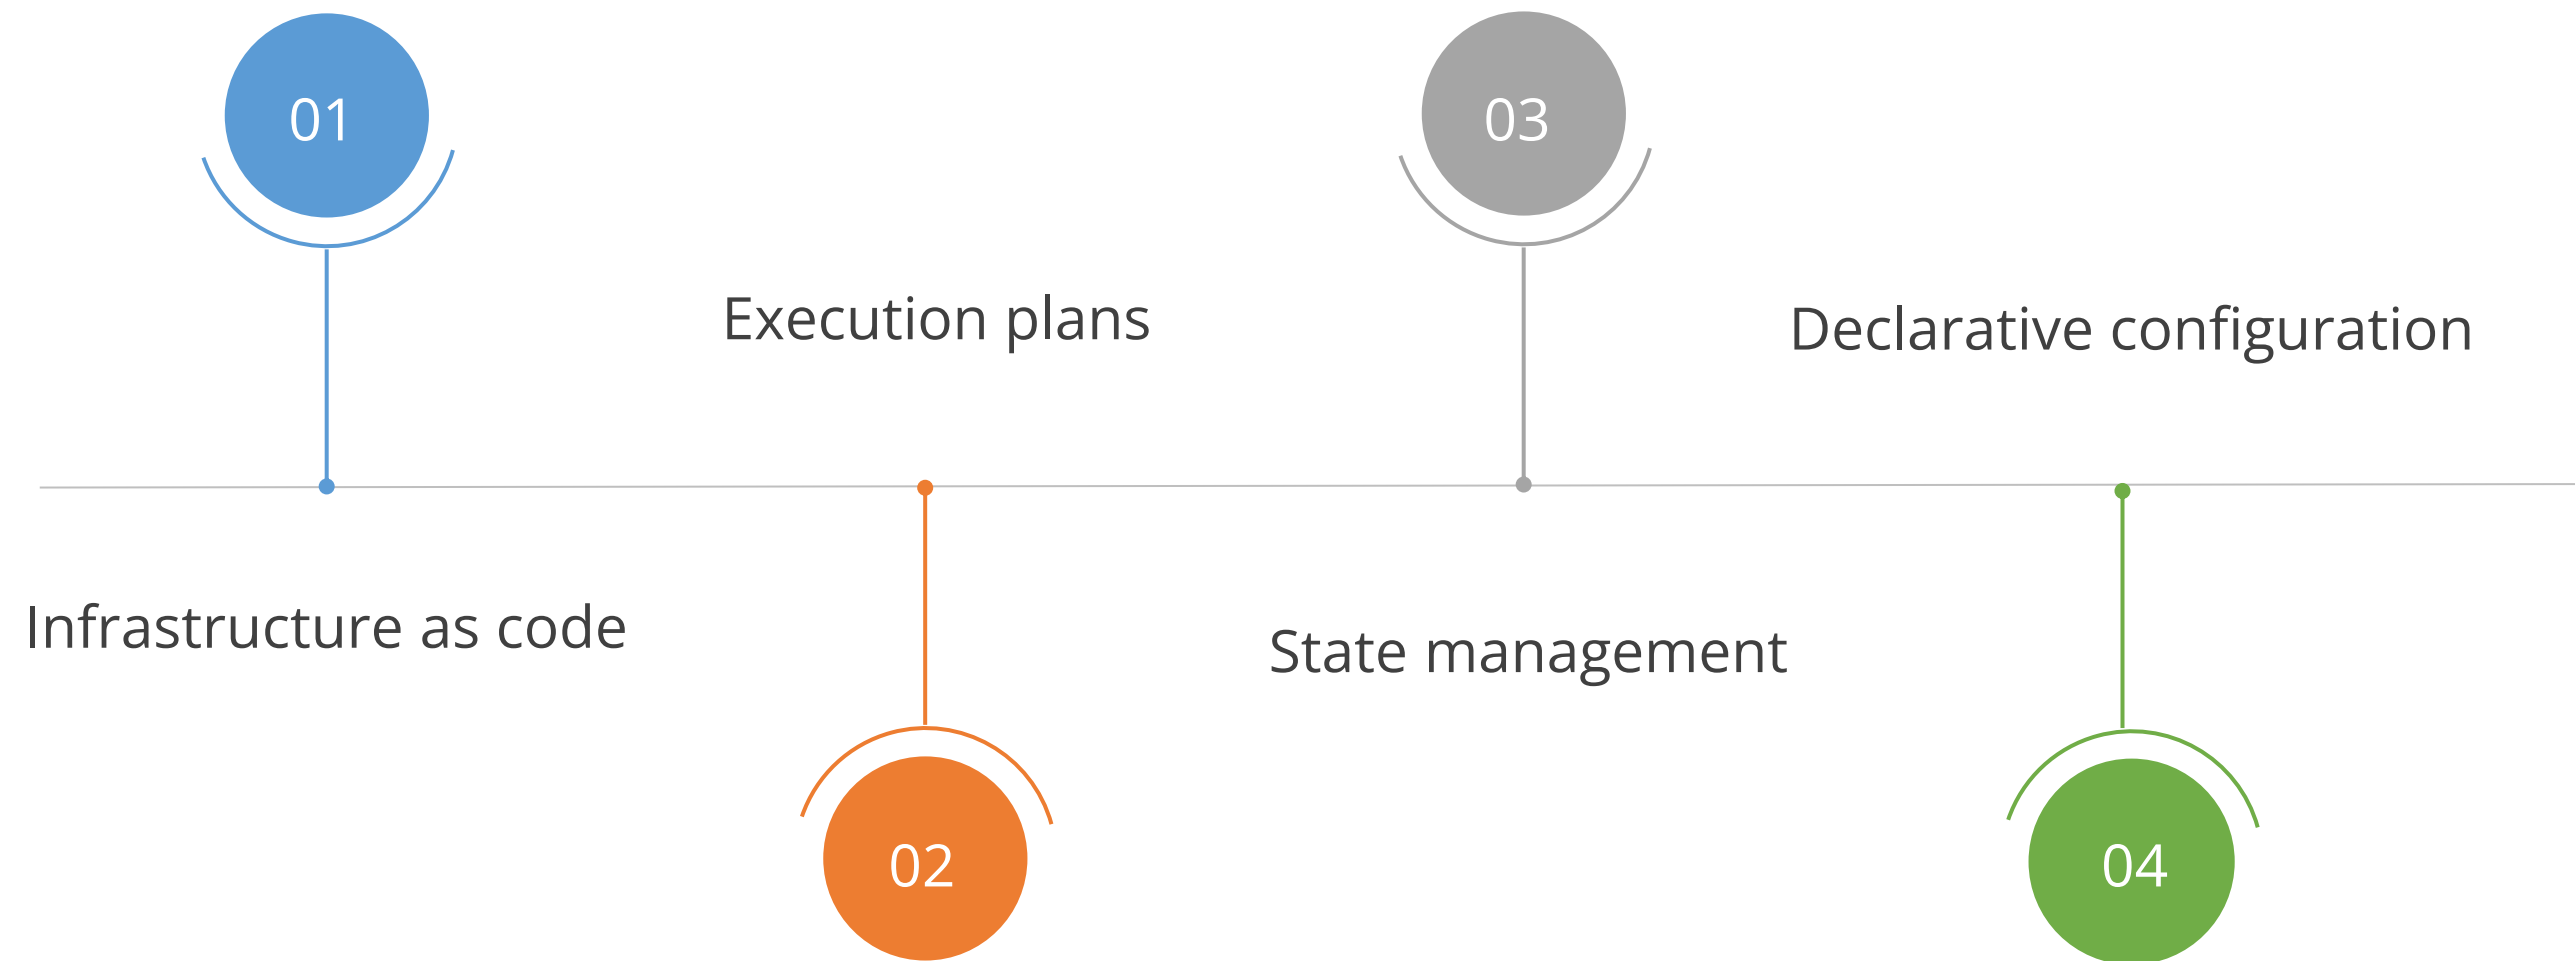 01
Infrastructure as code
Execution plans
02
03
State management
Declarative configuration
04